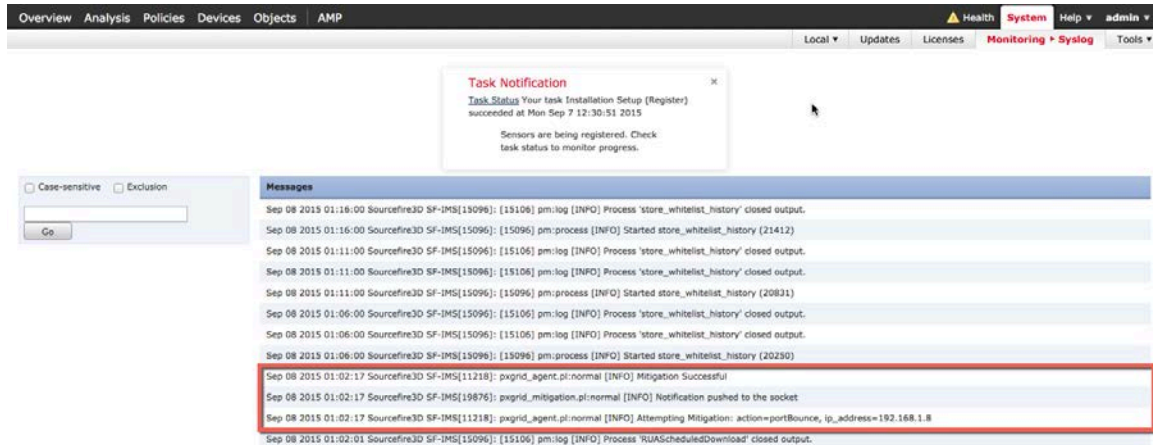 Overview Analysis Policies Devices Objects AMP Health System Help ▾ admin ▾
Local ▾ Updates Licenses Monitoring ▸ Syslog Tools ▾
Task Notification ×
Task Status Your task Installation Setup (Register)
succeeded at Mon Sep 7 12:30:51 2015
Sensors are being registered. Check
task status to monitor progress.
Case-sensitive Exclusion
Go
Messages
Sep 08 2015 01:16:00 Sourcefire3D SF-IMS[15096]: [15106] pm:log [INFO] Process 'store_whitelist_history' closed output.
Sep 08 2015 01:16:00 Sourcefire3D SF-IMS[15096]: [15096] pm:process [INFO] Started store_whitelist_history (21412)
Sep 08 2015 01:11:00 Sourcefire3D SF-IMS[15096]: [15106] pm:log [INFO] Process 'store_whitelist_history' closed output.
Sep 08 2015 01:11:00 Sourcefire3D SF-IMS[15096]: [15106] pm:log [INFO] Process 'store_whitelist_history' closed output.
Sep 08 2015 01:11:00 Sourcefire3D SF-IMS[15096]: [15096] pm:process [INFO] Started store_whitelist_history (20831)
Sep 08 2015 01:06:00 Sourcefire3D SF-IMS[15096]: [15106] pm:log [INFO] Process 'store_whitelist_history' closed output.
Sep 08 2015 01:06:00 Sourcefire3D SF-IMS[15096]: [15106] pm:log [INFO] Process 'store_whitelist_history' closed output.
Sep 08 2015 01:06:00 Sourcefire3D SF-IMS[15096]: [15096] pm:process [INFO] Started store_whitelist_history (20250)
Sep 08 2015 01:02:17 Sourcefire3D SF-IMS[11218]: pxgrid_agent.pl:normal [INFO] Mitigation Successful
Sep 08 2015 01:02:17 Sourcefire3D SF-IMS[19876]: pxgrid_mitigation.pl:normal [INFO] Notification pushed to the socket
Sep 08 2015 01:02:17 Sourcefire3D SF-IMS[11218]: pxgrid_agent.pl:normal [INFO] Attempting Mitigation: action=portBounce, ip_address=192.168.1.8
Sep 08 2015 01:02:01 Sourcefire3D SF-IMS[15096]: [15106] pm:log [INFO] Process 'RUAScheduledDownload' closed output.